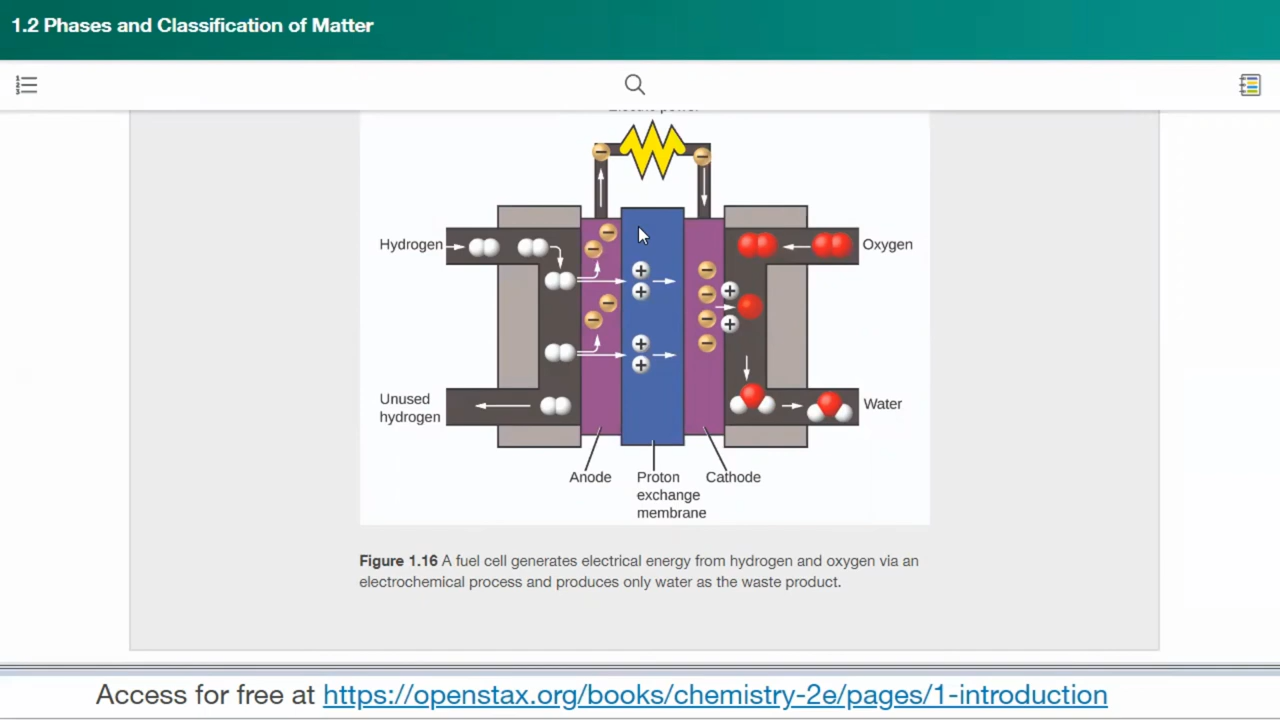 1.2 Phases and Classification of Matter
Hydrogen
Oxygen
Unused
hydrogen
Water
Anode
Proton
exchange
membrane
Cathode
Figure 1.16 A fuel cell generates electrical energy from hydrogen and oxygen via an
electrochemical process and produces only water as the waste product.
Access for free at https://openstax.org/books/chemistry-2e/pages/1-introduction